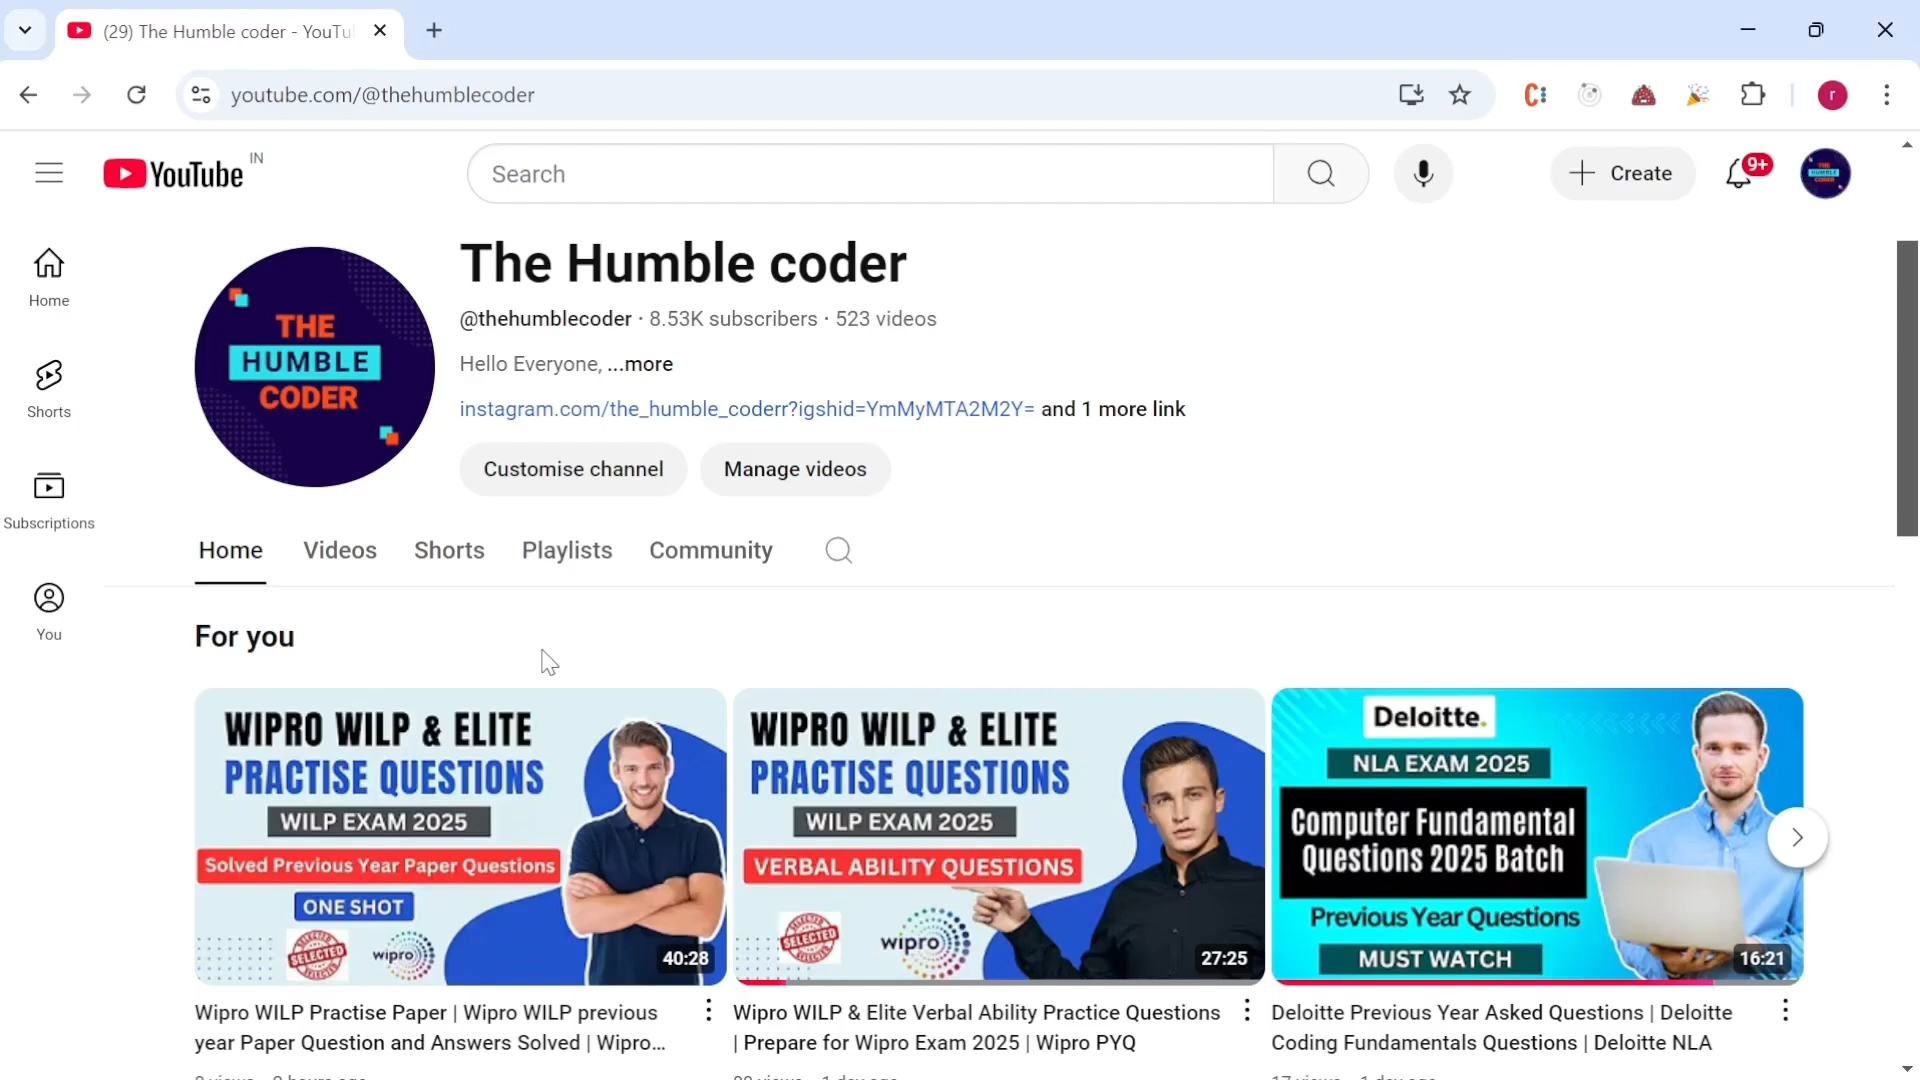 (29) The Humble coder - YouTu
youtube.com/@thehumblecoder
r
YouTube IN
Search
Create
9+
Home
Shorts
Subscriptions
You
THE
HUMBLE
CODER
The Humble coder
@thehumblecoder · 8.53K subscribers · 523 videos
Hello Everyone, ...more
instagram.com/the_humble_coderr?igshid=YmMyMTA2M2Y= and 1 more link
Customise channel
Manage videos
Home Videos Shorts Playlists Community
For you
WIPRO WILP & ELITE
PRACTISE QUESTIONS
WILP EXAM 2025
Solved Previous Year Paper Questions
ONE SHOT
SELECTED
wipro
40:28
Wipro WILP Practise Paper | Wipro WILP previous
year Paper Question and Answers Solved | Wipro...
WIPRO WILP & ELITE
PRACTISE QUESTIONS
WILP EXAM 2025
VERBAL ABILITY QUESTIONS
SELECTED
wipro
27:25
Wipro WILP & Elite Verbal Ability Practice Questions
| Prepare for Wipro Exam 2025 | Wipro PYQ
Deloitte.
NLA EXAM 2025
Computer Fundamental
Questions 2025 Batch
Previous Year Questions
MUST WATCH
16:21
Deloitte Previous Year Asked Questions | Deloitte
Coding Fundamentals Questions | Deloitte NLA